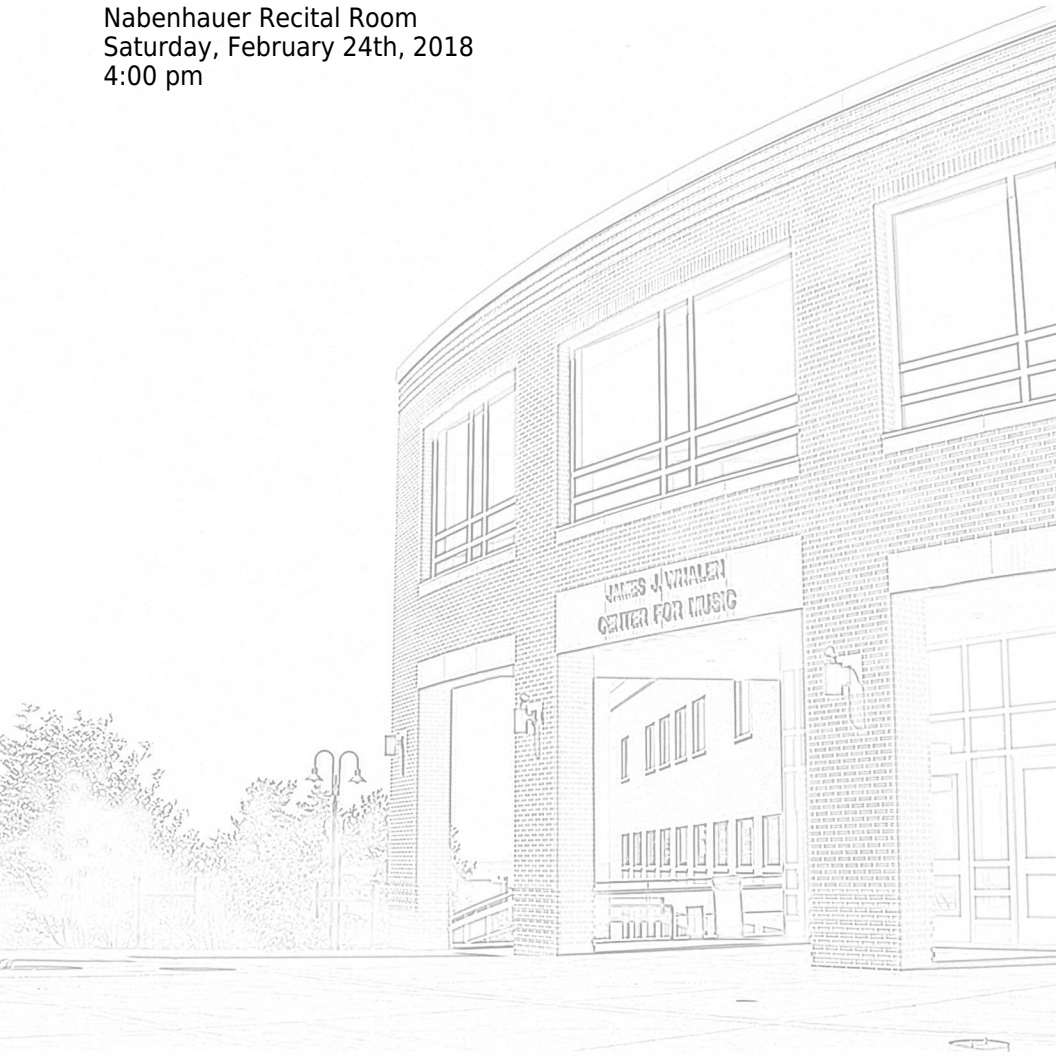 Nabenhauer Recital Room
Saturday, February 24th, 2018
4:00 pm
JAMES J. WHALEN
CENTER FOR MUSIC